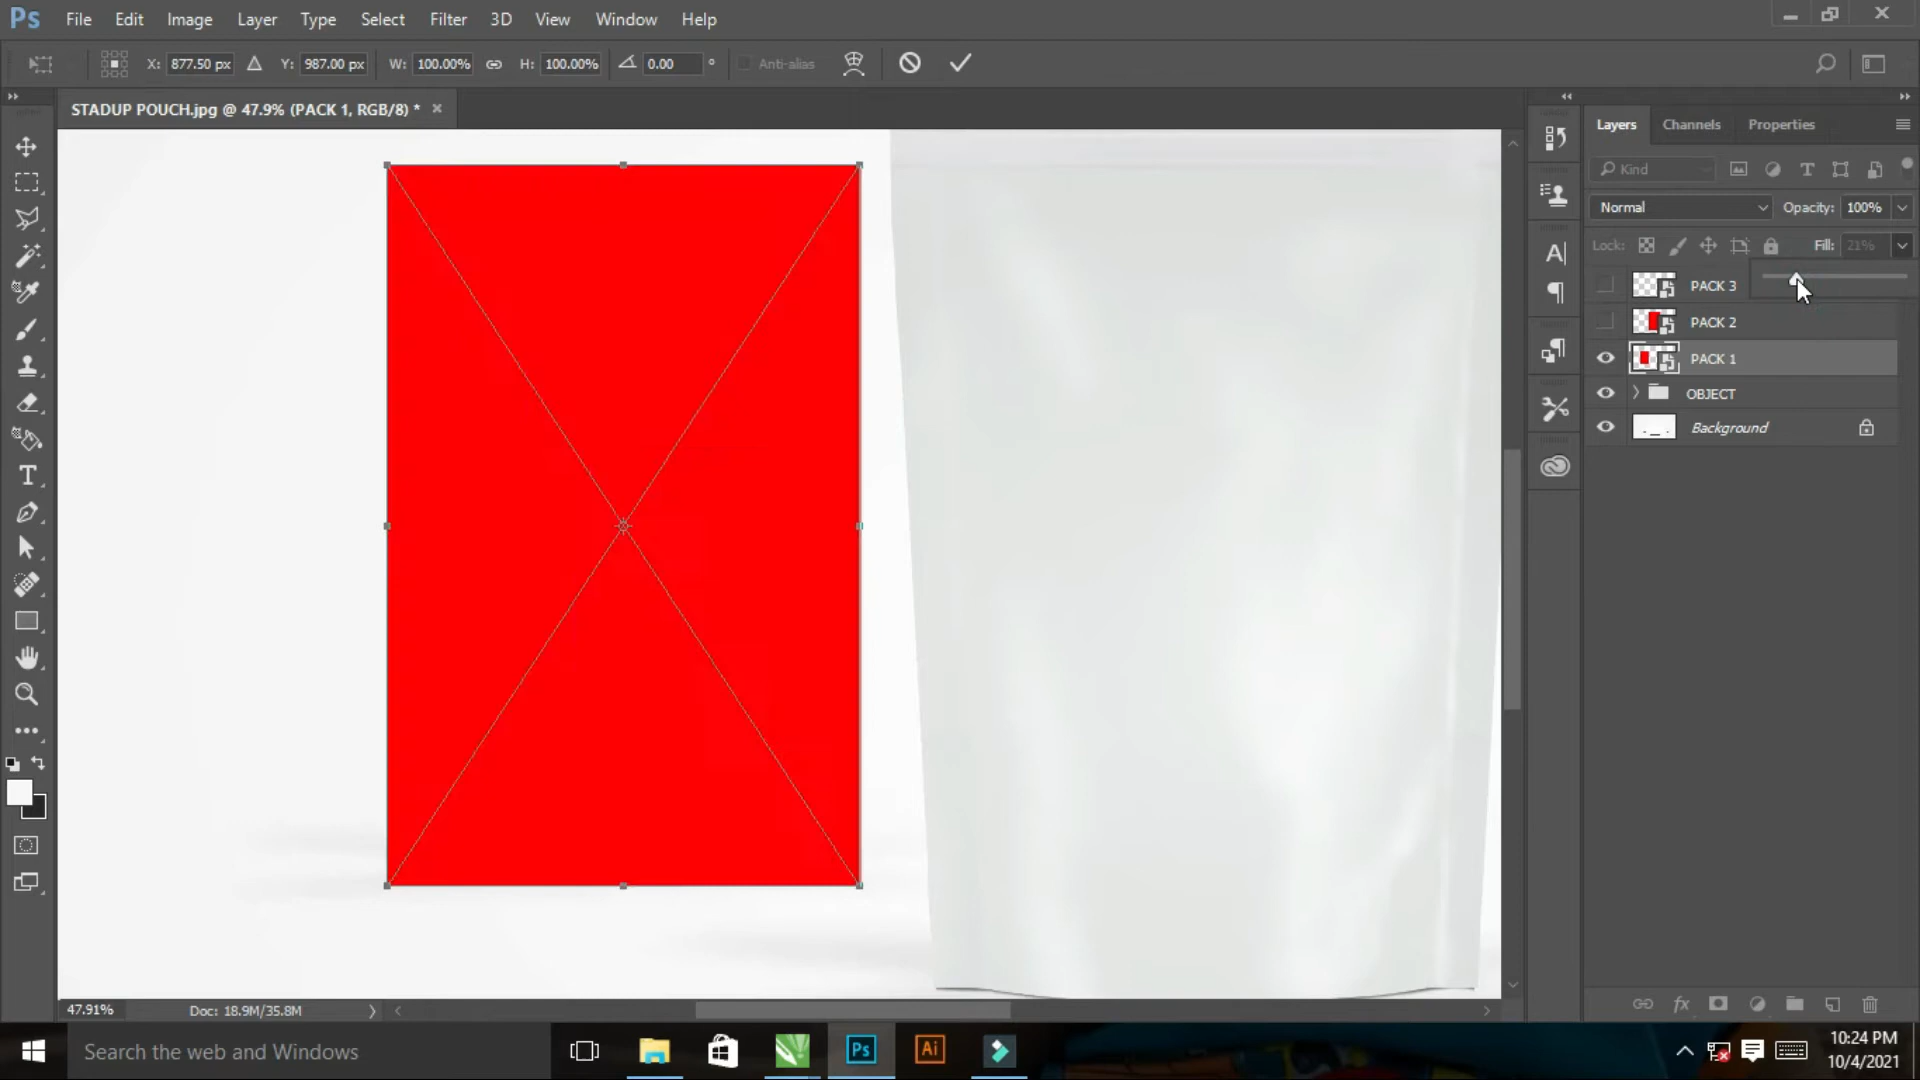 Ps File Edit Image Layer Type Select Filter 3D View Window Help
X: 877.50 px Y: 987.00 px W: 100.00% H: 100.00% 0.00 ° Anti-alias
STADUP POUCH.jpg @ 47.9% (PACK 1, RGB/8) * ×
Layers Channels Properties
Kind
Normal Opacity: 100%
Lock: Fill: 21%
PACK 3
PACK 2
PACK 1
OBJECT
Background
47.91% Doc: 18.9M/35.8M
Search the web and Windows
Ps
Ai
10:24 PM
10/4/2021